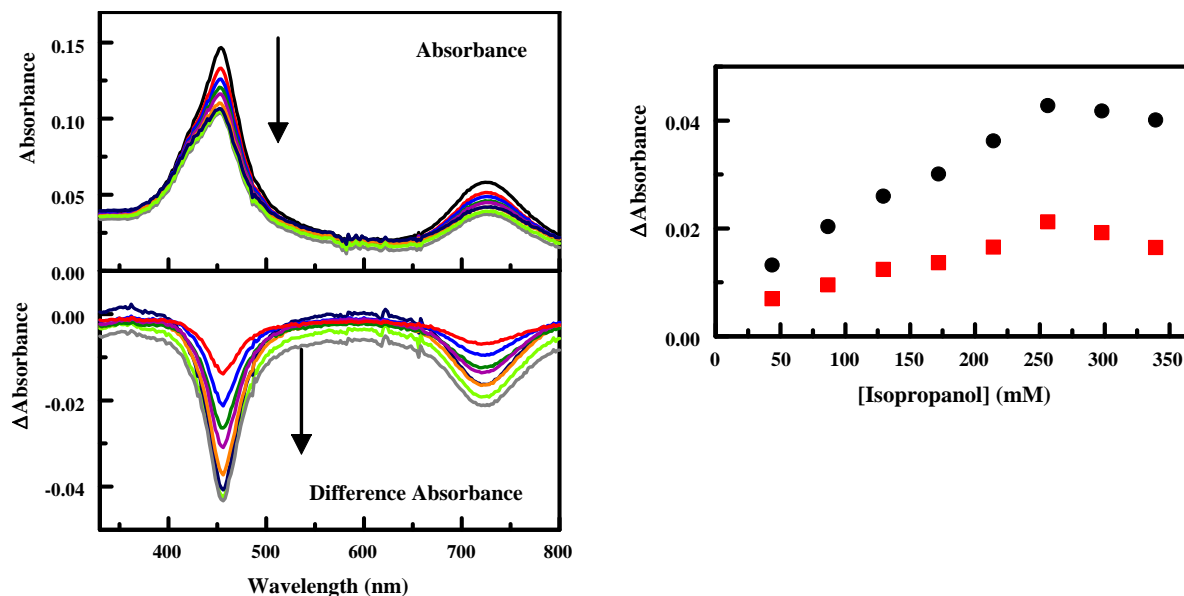 0.15
0.10
0.05
0.00
Absorbance
Absorbance
0.00
-0.02
-0.04
ΔAbsorbance
Difference Absorbance
400 500 600 700 800
Wavelength (nm)
0.04
0.02
0.00
ΔAbsorbance
0 50 100 150 200 250 300 350
[Isopropanol] (mM)